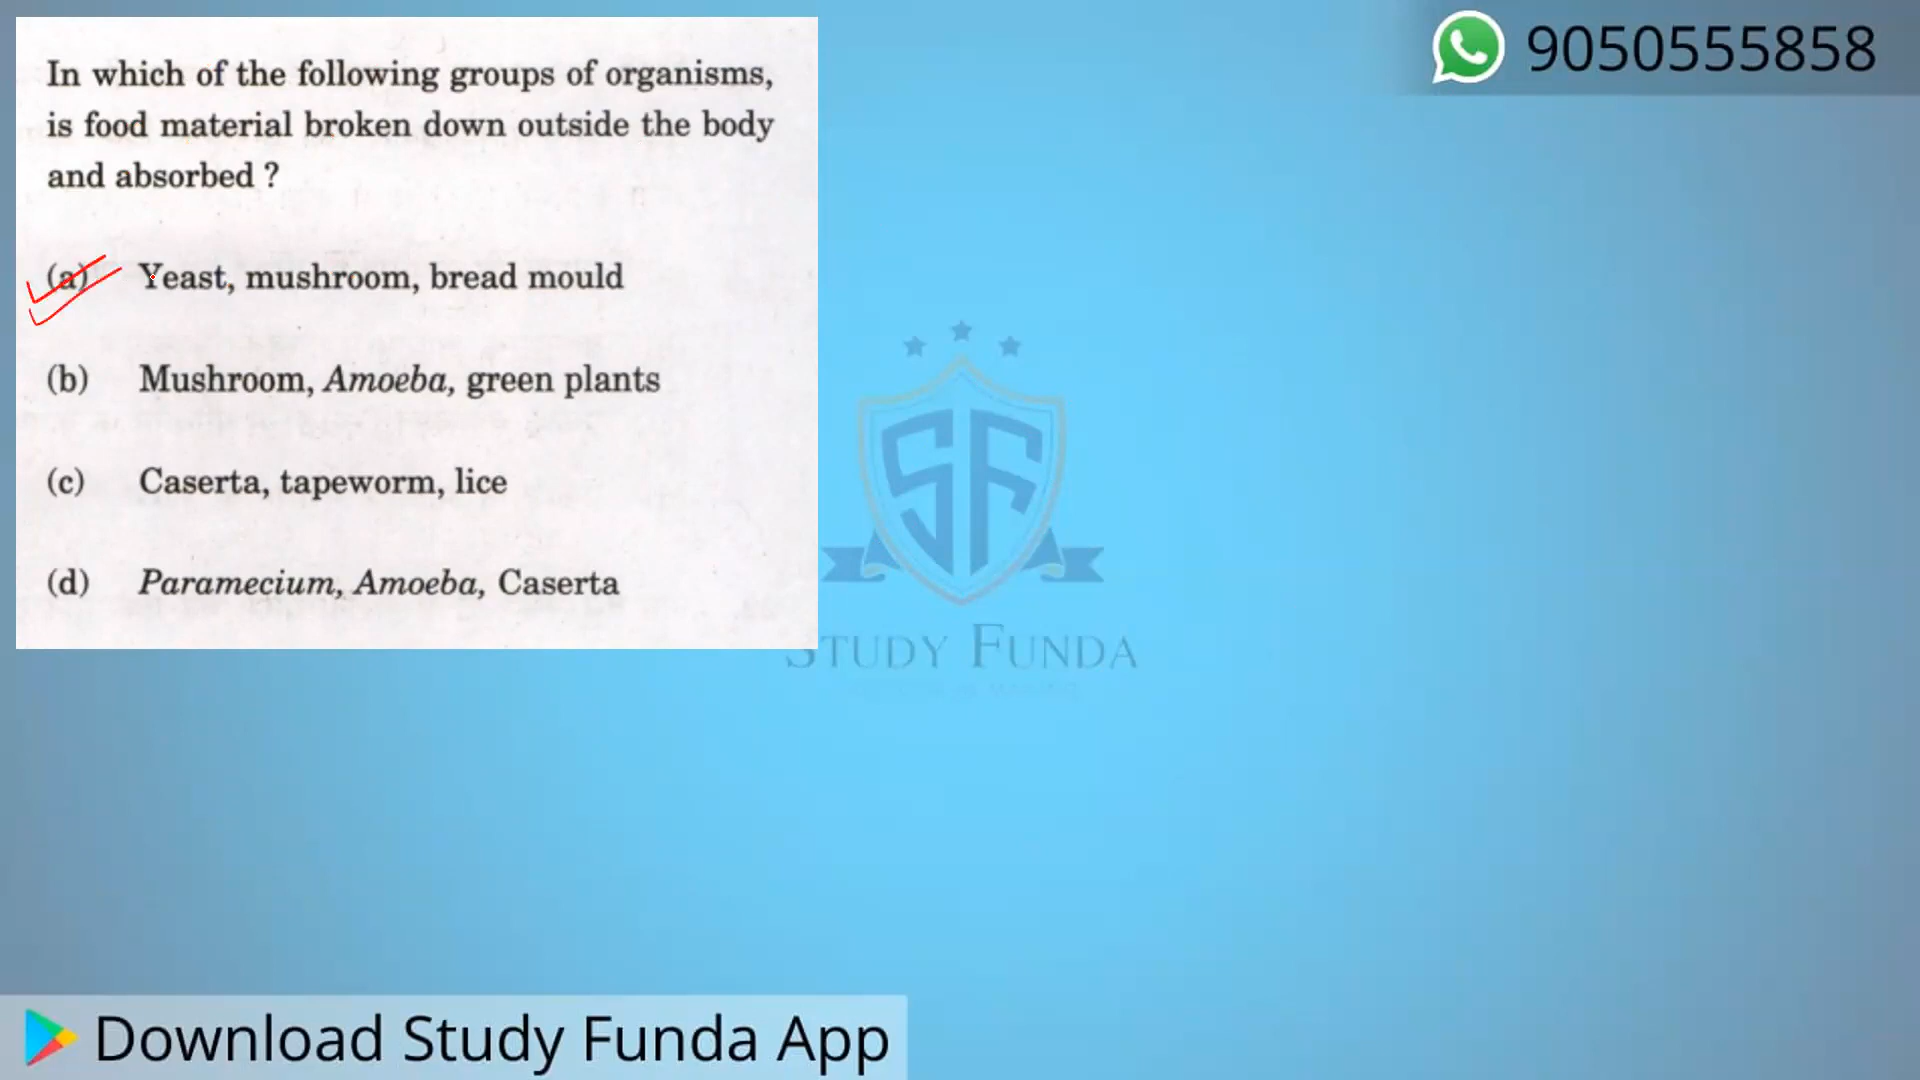 9050555858
In which of the following groups of organisms,
is food material broken down outside the body
and absorbed ?
(a) Yeast, mushroom, bread mould
(b) Mushroom, Amoeba, green plants
(c) Caserta, tapeworm, lice
(d) Paramecium, Amoeba, Caserta
SF
STUDY FUNDA
Download Study Funda App